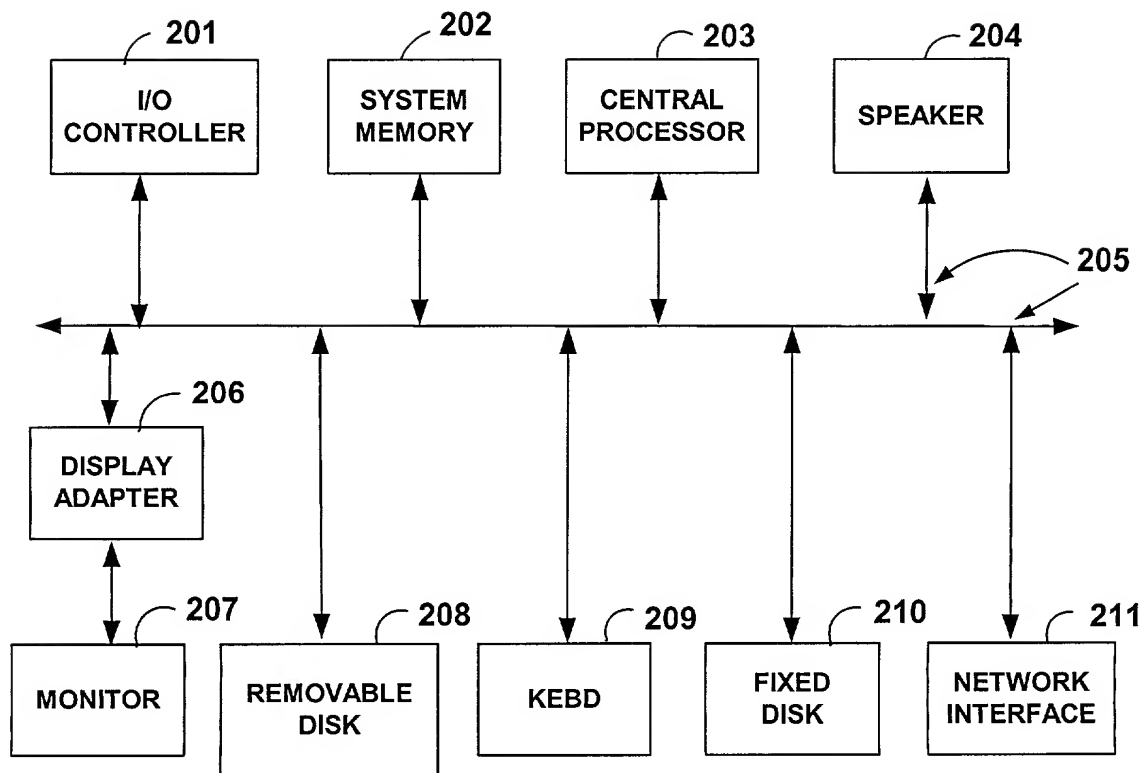 201
202
203
204
I/O
CONTROLLER
SYSTEM
MEMORY
CENTRAL
PROCESSOR
SPEAKER
205
206
DISPLAY
ADAPTER
207
208
209
210
211
MONITOR
REMOVABLE
DISK
KEBD
FIXED
DISK
NETWORK
INTERFACE